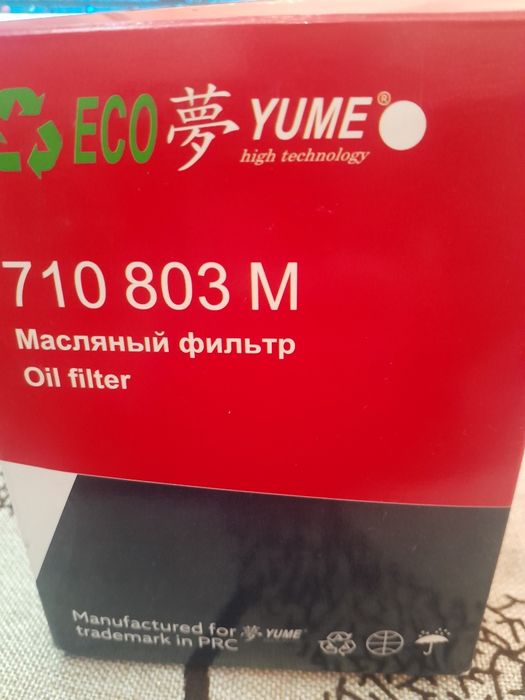 ECO 夢 YUME®
high technology
710 803 M
Масляный фильтр
Oil filter
Manufactured for 夢 YUME
trademark in PRC